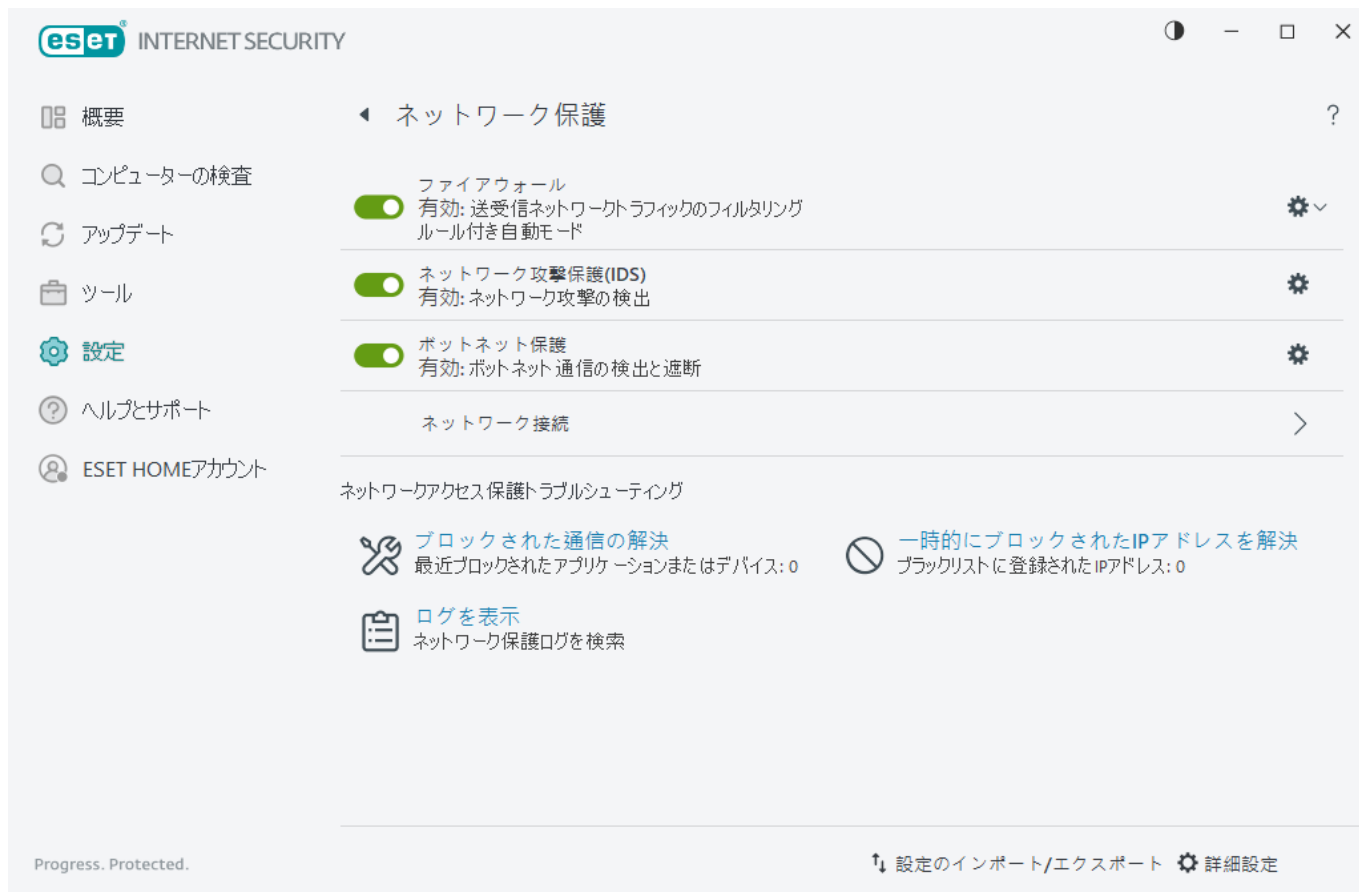 eset® INTERNET SECURITY
概要
コンピューターの検査
アップデート
ツール
設定
ヘルプとサポート
ESET HOMEアカウント
ネットワーク保護
?
ファイアウォール
有効: 送受信ネットワークトラフィックのフィルタリング
ルール付き自動モード
ネットワーク攻撃保護(IDS)
有効: ネットワーク攻撃の検出
ボットネット保護
有効: ボットネット通信の検出と遮断
ネットワーク接続
ネットワークアクセス保護トラブルシューティング
ブロックされた通信の解決
最近ブロックされたアプリケーションまたはデバイス: 0
一時的にブロックされたIPアドレスを解決
ブラックリストに登録されたIPアドレス: 0
ログを表示
ネットワーク保護ログを検索
Progress. Protected.
設定のインポート/エクスポート
詳細設定